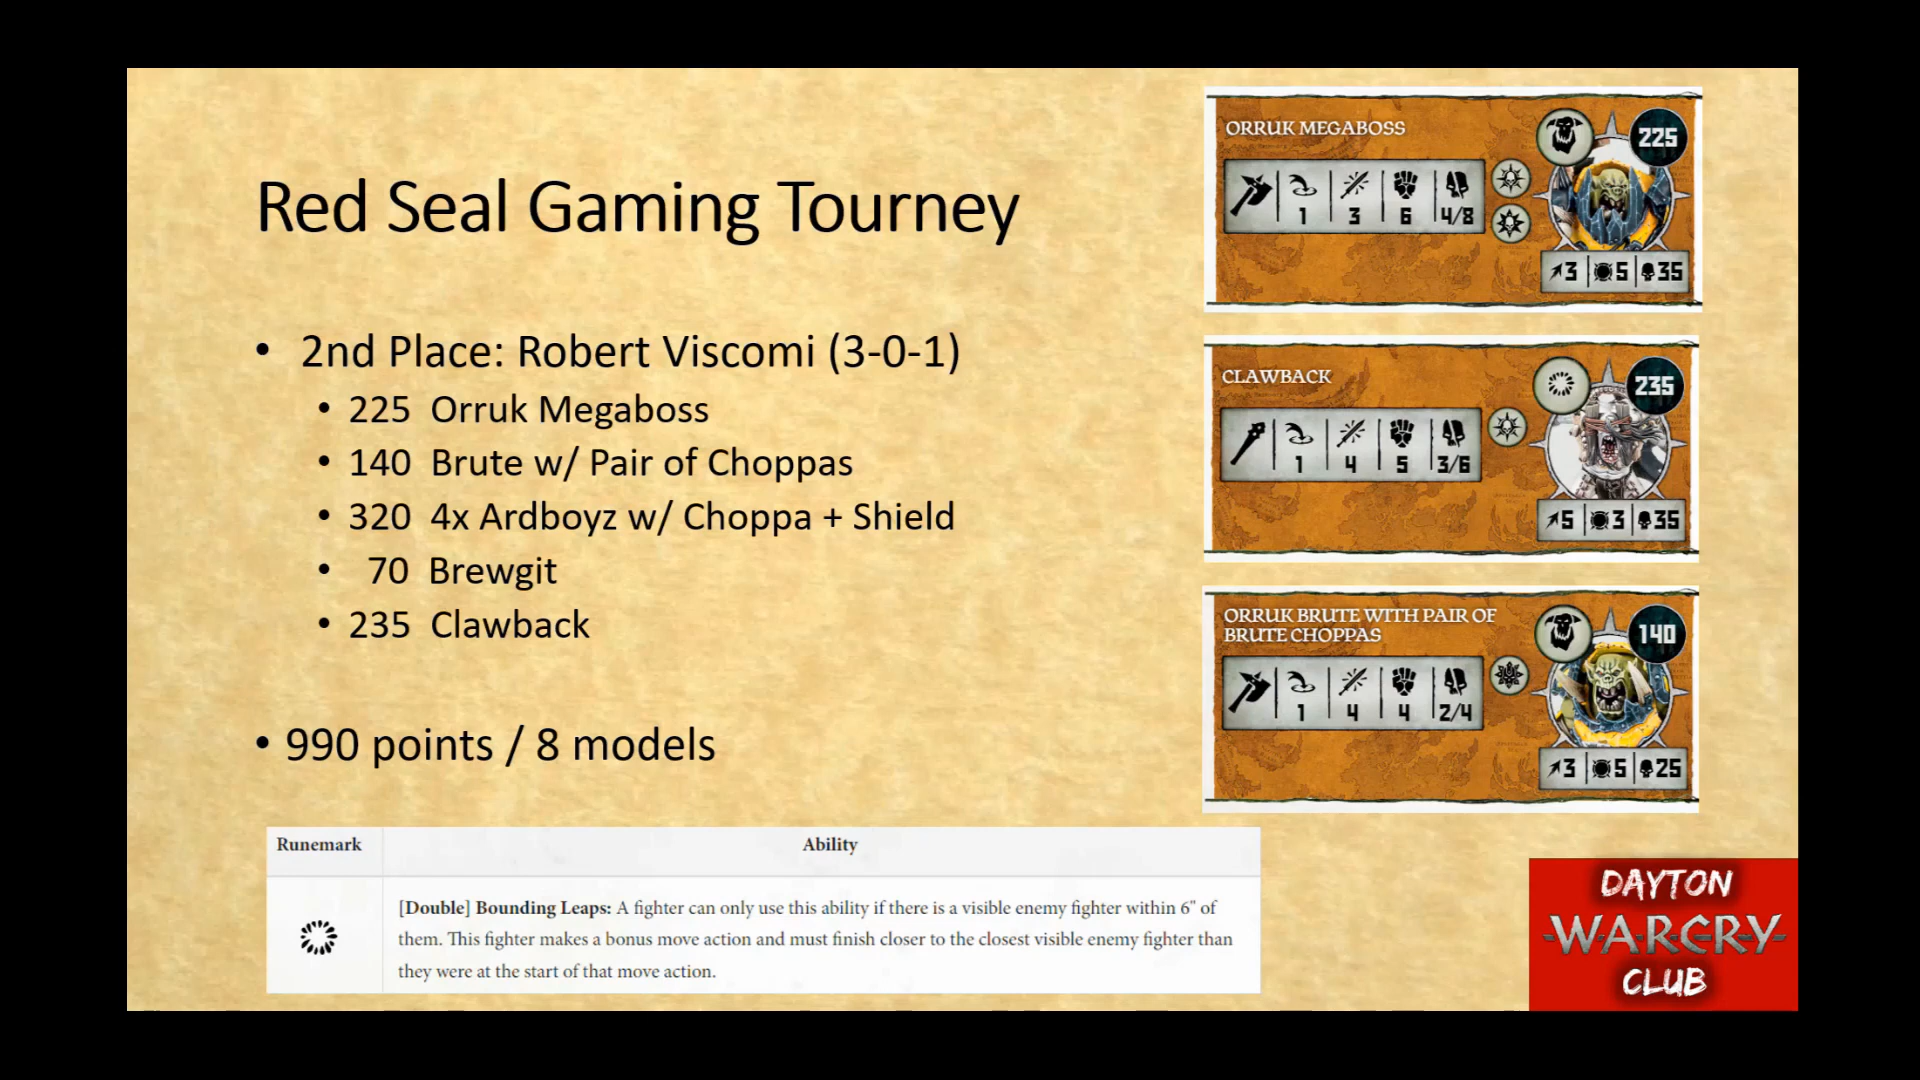 Red Seal Gaming Tourney
• 2nd Place: Robert Viscomi (3-0-1)
• 225 Orruk Megaboss
• 140 Brute w/ Pair of Choppas
• 320 4x Ardboyz w/ Choppa + Shield
• 70 Brewgit
• 235 Clawback
• 990 points / 8 models
ORRUK MEGABOSS
225
1 3 6 4/8
3 5 35
CLAWBACK
235
1 4 5 3/6
5 3 35
ORRUK BRUTE WITH PAIR OF
BRUTE CHOPPAS
140
1 4 4 2/4
3 5 25
Runemark Ability
[Double] Bounding Leaps: A fighter can only use this ability if there is a visible enemy fighter within 6" of
them. This fighter makes a bonus move action and must finish closer to the closest visible enemy fighter than
they were at the start of that move action.
DAYTON
WARCRY
CLUB